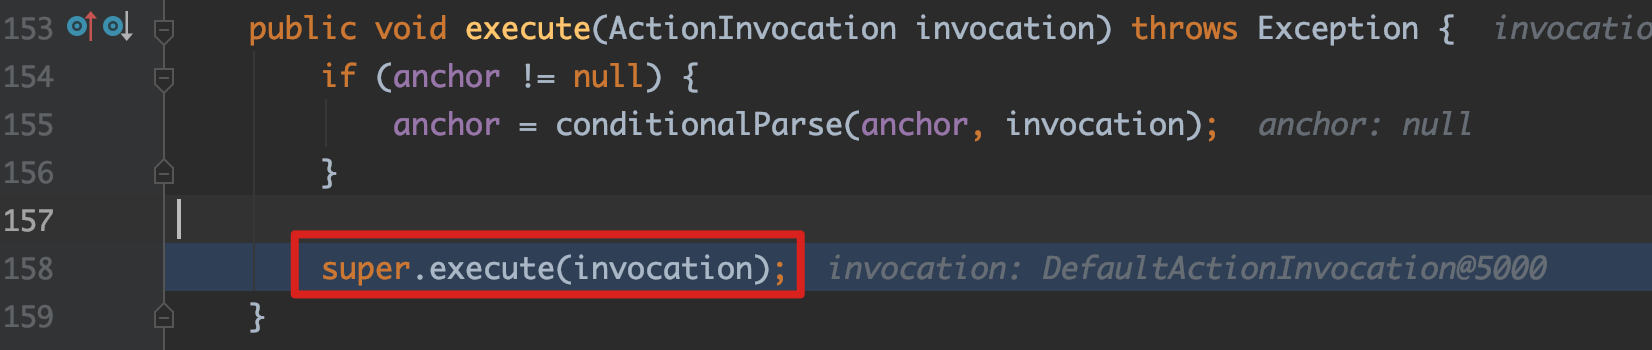 153 public void execute(ActionInvocation invocation) throws Exception {
154 if (anchor != null) {
155 anchor = conditionalParse(anchor, invocation); anchor: null
156 }
157
158 super.execute(invocation); invocation: DefaultActionInvocation@5000
159 }